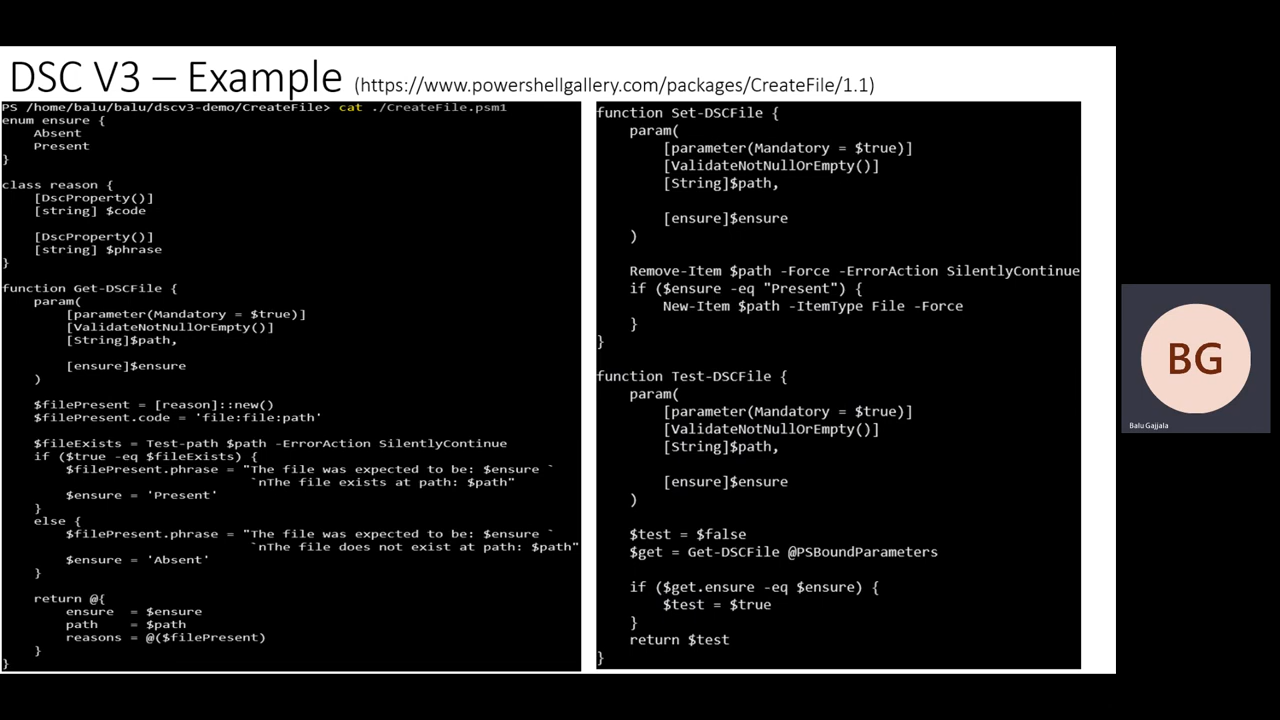 DSC V3 – Example (https://www.powershellgallery.com/packages/CreateFile/1.1)
PS /home/balu/balu/dscv3-demo/CreateFile> cat ./CreateFile.psm1
enum ensure {
    Absent
    Present
}

class reason {
    [DscProperty()]
    [string] $code

    [DscProperty()]
    [string] $phrase
}

function Get-DSCFile {
    param(
        [parameter(Mandatory = $true)]
        [ValidateNotNullOrEmpty()]
        [String]$path,

        [ensure]$ensure
    )

    $filePresent = [reason]::new()
    $filePresent.code = 'file:file:path'

    $fileExists = Test-path $path -ErrorAction SilentlyContinue
    if ($true -eq $fileExists) {
        $filePresent.phrase = "The file was expected to be: $ensure `
                               `nThe file exists at path: $path"
        $ensure = 'Present'
    }
    else {
        $filePresent.phrase = "The file was expected to be: $ensure `
                               `nThe file does not exist at path: $path"
        $ensure = 'Absent'
    }

    return @{
        ensure  = $ensure
        path    = $path
        reasons = @($filePresent)
    }
}
function Set-DSCFile {
    param(
        [parameter(Mandatory = $true)]
        [ValidateNotNullOrEmpty()]
        [String]$path,

        [ensure]$ensure
    )

    Remove-Item $path -Force -ErrorAction SilentlyContinue
    if ($ensure -eq "Present") {
        New-Item $path -ItemType File -Force
    }
}

function Test-DSCFile {
    param(
        [parameter(Mandatory = $true)]
        [ValidateNotNullOrEmpty()]
        [String]$path,

        [ensure]$ensure
    )

    $test = $false
    $get = Get-DSCFile @PSBoundParameters

    if ($get.ensure -eq $ensure) {
        $test = $true
    }
    return $test
}
BG
Balu Gajjala